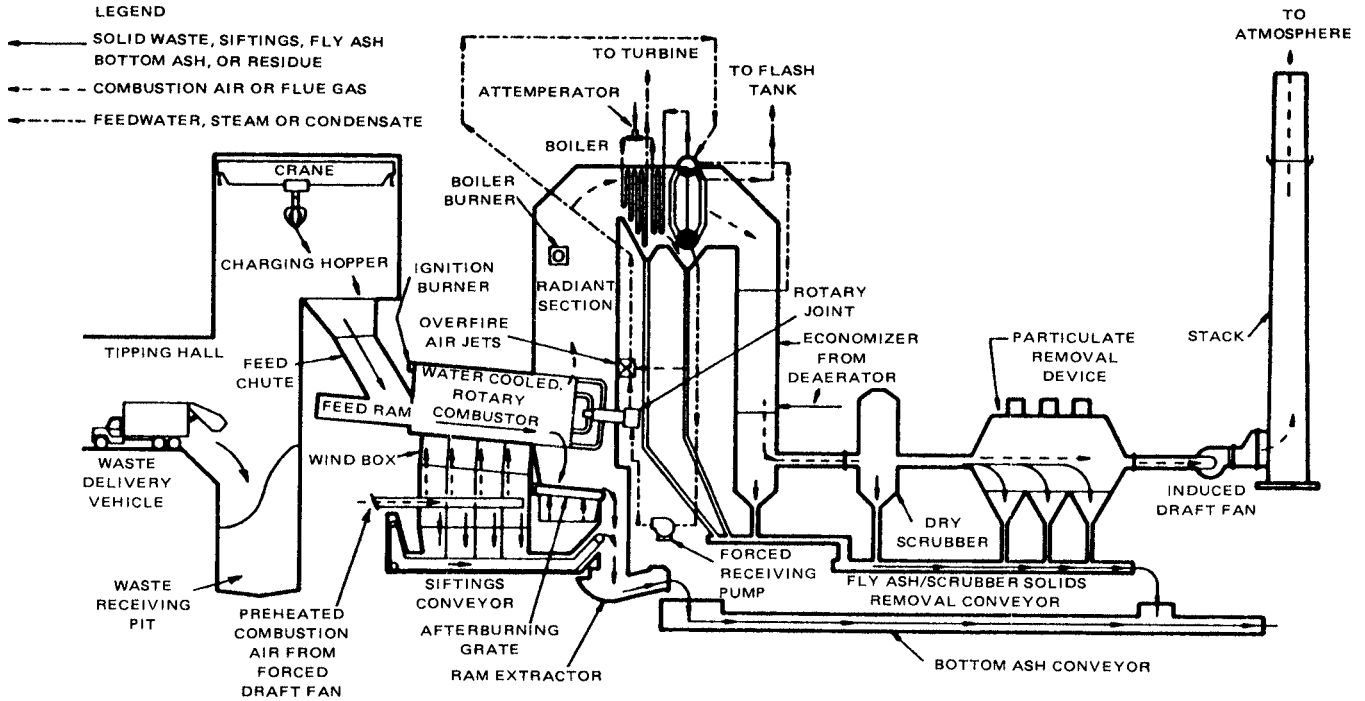 LEGEND
SOLID WASTE, SIFTINGS, FLY ASH
BOTTOM ASH, OR RESIDUE
COMBUSTION AIR OR FLUE GAS
FEEDWATER, STEAM OR CONDENSATE
TO
ATMOSPHERE
TO TURBINE
TO FLASH
TANK
ATTEMPERATOR
BOILER
CRANE
BOILER
BURNER
CHARGING HOPPER
IGNITION
BURNER
RADIANT
SECTION
ROTARY
JOINT
OVERFIRE
AIR JETS
ECONOMIZER
FROM
DEAERATOR
PARTICULATE
REMOVAL
DEVICE
STACK
TIPPING HALL
FEED
CHUTE
WATER COOLED,
ROTARY
COMBUSTOR
FEED RAM
WIND BOX
WASTE
DELIVERY
VEHICLE
INDUCED
DRAFT FAN
DRY
SCRUBBER
FORCED
RECEIVING
PUMP
SIFTINGS
CONVEYOR
FLY ASH/SCRUBBER SOLIDS
REMOVAL CONVEYOR
WASTE
RECEIVING
PIT
PREHEATED
COMBUSTION
AIR FROM
FORCED
DRAFT FAN
AFTERBURNING
GRATE
RAM EXTRACTOR
BOTTOM ASH CONVEYOR